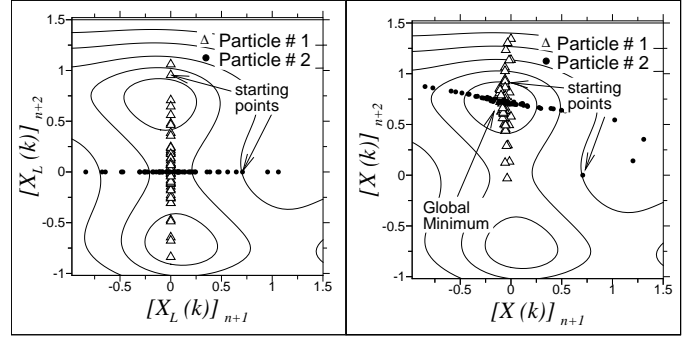 1.5
1
0.5
0
-0.5
-1
-0.5
0
0.5
1
1.5
[X_L (k)] n+2
[X_L (k)] n+1
△ Particle # 1
● Particle # 2
starting
points
1.5
1
0.5
0
-0.5
-1
-0.5
0
0.5
1
1.5
[X (k)] n+2
[X (k)] n+1
△ Particle # 1
● Particle # 2
starting
points
Global
Minimum